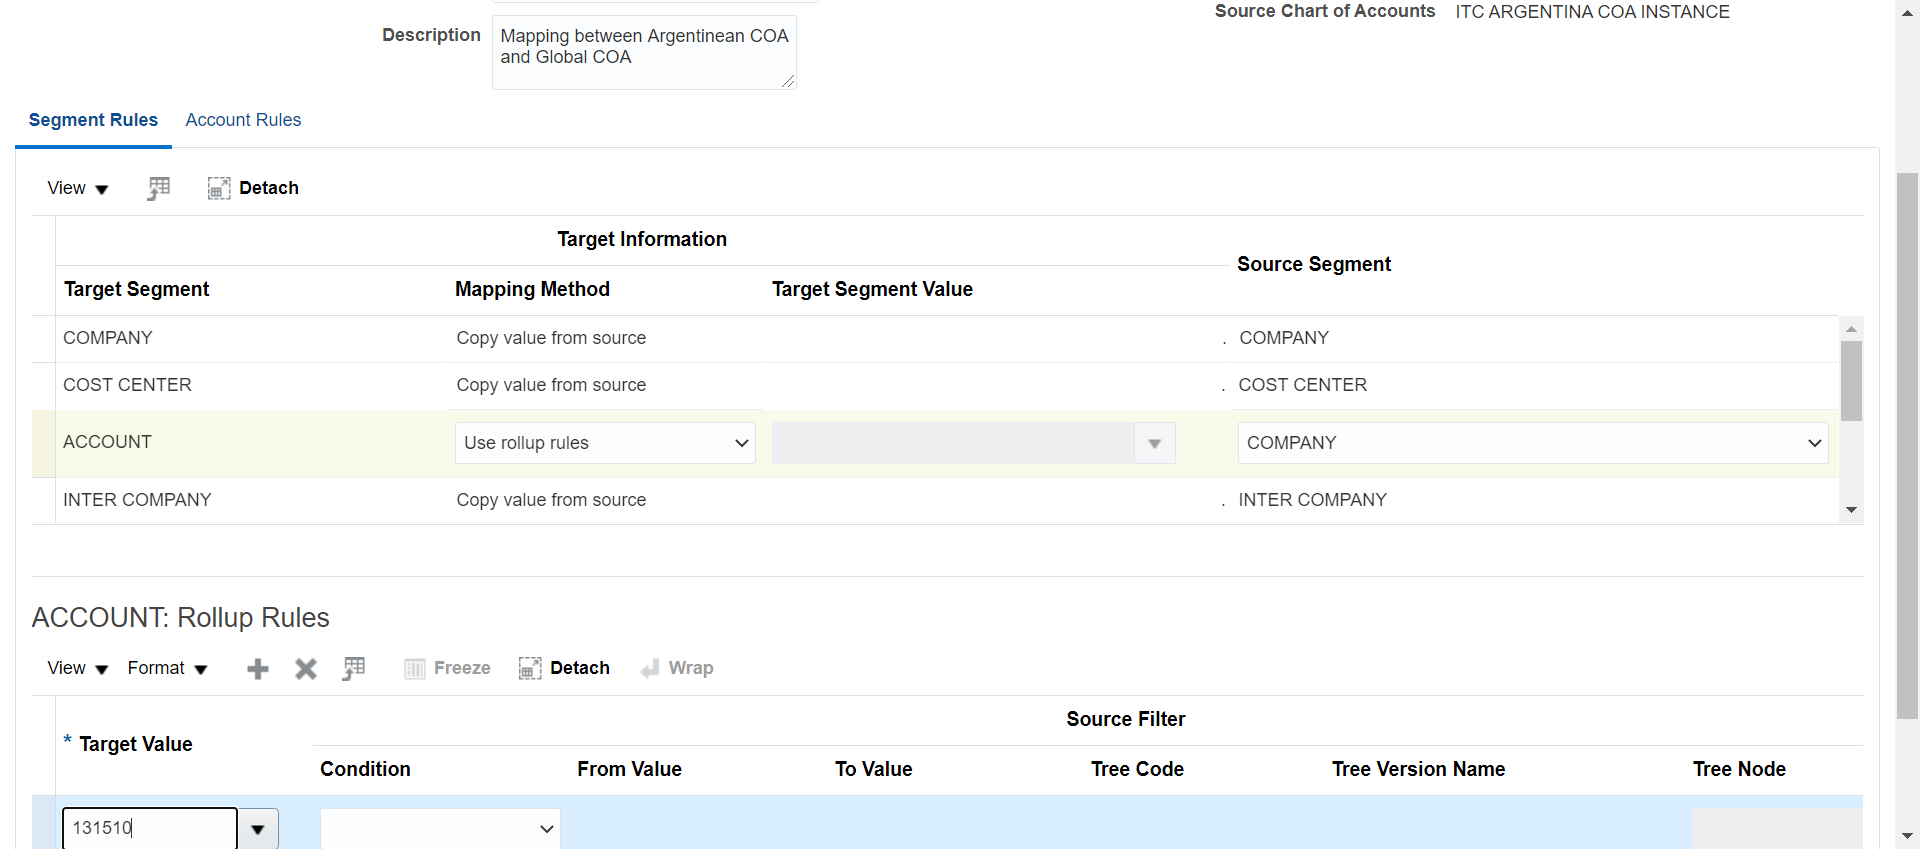 Source Chart of Accounts ITC ARGENTINA COA INSTANCE
Description Mapping between Argentinean COA
and Global COA
Segment Rules Account Rules
View Detach
Target Information
Source Segment
Target Segment Mapping Method Target Segment Value
COMPANY Copy value from source . COMPANY
COST CENTER Copy value from source . COST CENTER
ACCOUNT Use rollup rules COMPANY
INTER COMPANY Copy value from source . INTER COMPANY
ACCOUNT: Rollup Rules
View Format Freeze Detach Wrap
Source Filter
* Target Value
Condition From Value To Value Tree Code Tree Version Name Tree Node
131510